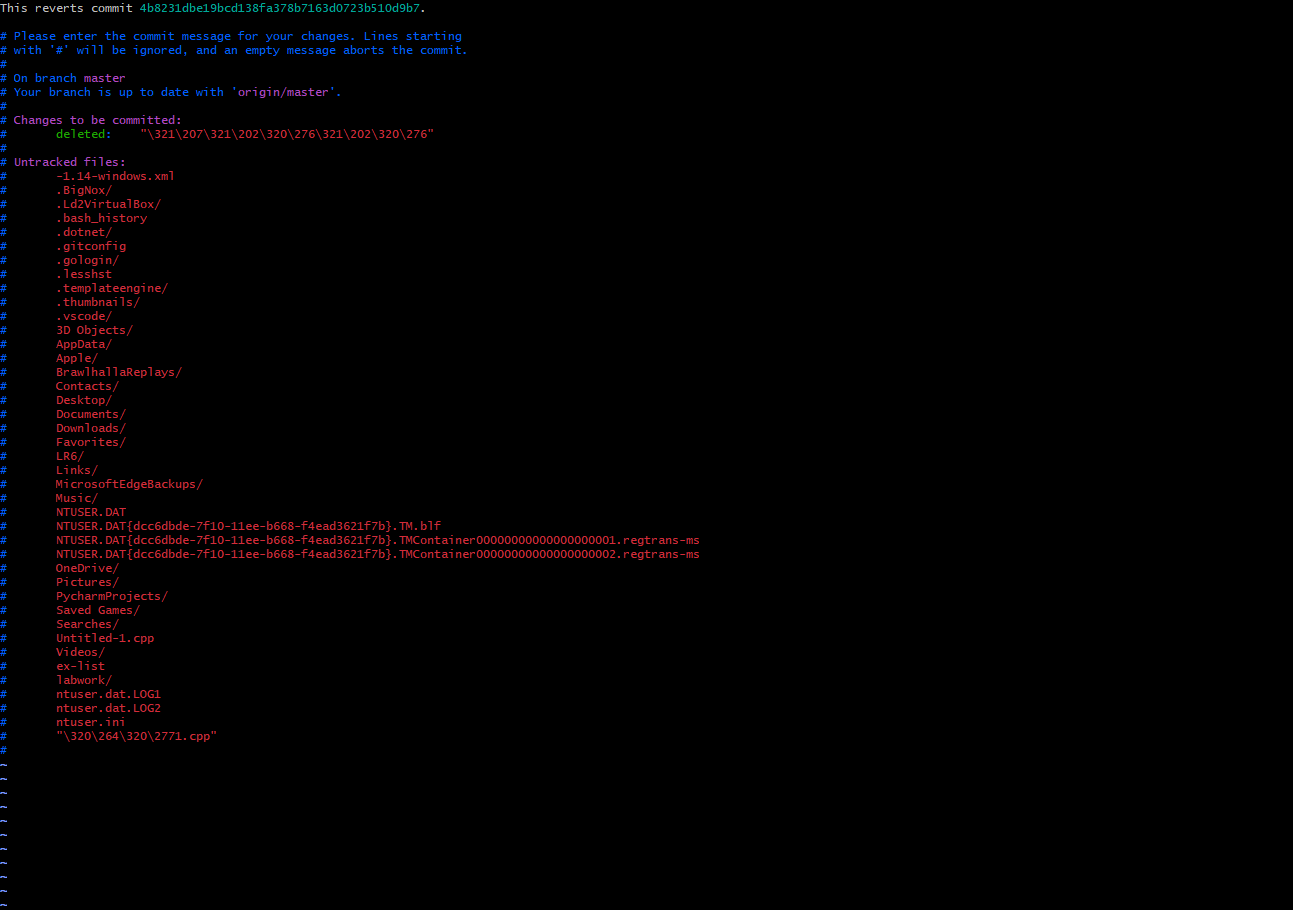 This reverts commit 4b8231dbe19bcd138fa378b7163d0723b510d9b7.

# Please enter the commit message for your changes. Lines starting
# with '#' will be ignored, and an empty message aborts the commit.
#
# On branch master
# Your branch is up to date with 'origin/master'.
#
# Changes to be committed:
#       deleted:    "\321\207\321\202\320\276\321\202\320\276"
#
# Untracked files:
#       -1.14-windows.xml
#       .BigNox/
#       .Ld2VirtualBox/
#       .bash_history
#       .dotnet/
#       .gitconfig
#       .gologin/
#       .lesshst
#       .templateengine/
#       .thumbnails/
#       .vscode/
#       3D Objects/
#       AppData/
#       Apple/
#       BrawlhallaReplays/
#       Contacts/
#       Desktop/
#       Documents/
#       Downloads/
#       Favorites/
#       LR6/
#       Links/
#       MicrosoftEdgeBackups/
#       Music/
#       NTUSER.DAT
#       NTUSER.DAT{dcc6dbde-7f10-11ee-b668-f4ead3621f7b}.TM.blf
#       NTUSER.DAT{dcc6dbde-7f10-11ee-b668-f4ead3621f7b}.TMContainer00000000000000000001.regtrans-ms
#       NTUSER.DAT{dcc6dbde-7f10-11ee-b668-f4ead3621f7b}.TMContainer00000000000000000002.regtrans-ms
#       OneDrive/
#       Pictures/
#       PycharmProjects/
#       Saved Games/
#       Searches/
#       Untitled-1.cpp
#       Videos/
#       ex-list
#       labwork/
#       ntuser.dat.LOG1
#       ntuser.dat.LOG2
#       ntuser.ini
#       "\320\264\320\2771.cpp"
#
~
~
~
~
~
~
~
~
~
~
~